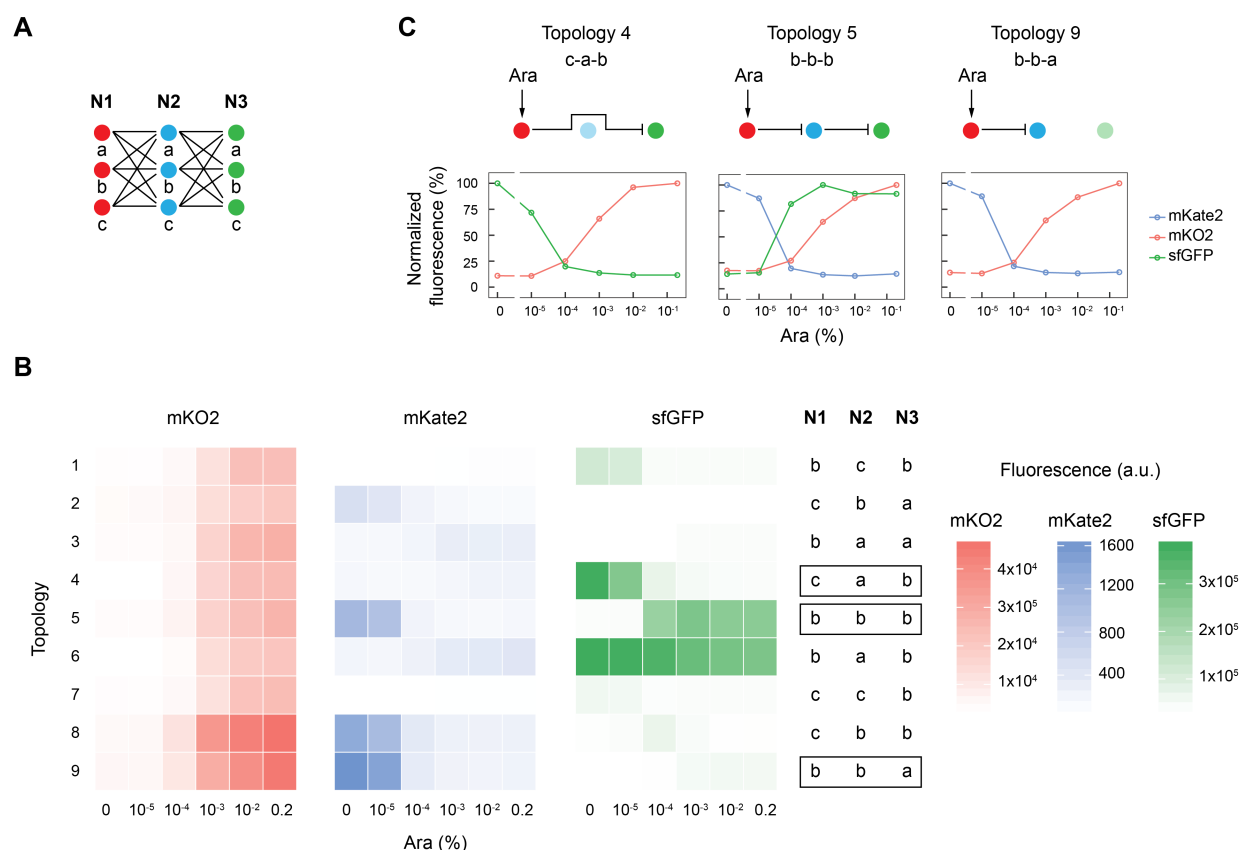 A
N1 N2 N3
a a a
b b b
c c c
C
Topology 4
c-a-b
Ara
Topology 5
b-b-b
Ara
Topology 9
b-b-a
Ara
Normalized
fluorescence (%)
100
75
50
25
0
0 10⁻⁵ 10⁻⁴ 10⁻³ 10⁻² 10⁻¹
0 10⁻⁵ 10⁻⁴ 10⁻³ 10⁻² 10⁻¹
0 10⁻⁵ 10⁻⁴ 10⁻³ 10⁻² 10⁻¹
Ara (%)
mKate2
mKO2
sfGFP
B
mKO2 mKate2 sfGFP N1 N2 N3
Topology
1 b c b
2 c b a
3 b a a
4 c a b
5 b b b
6 b a b
7 c c b
8 c b b
9 b b a
0 10⁻⁵ 10⁻⁴ 10⁻³ 10⁻² 0.2
0 10⁻⁵ 10⁻⁴ 10⁻³ 10⁻² 0.2
0 10⁻⁵ 10⁻⁴ 10⁻³ 10⁻² 0.2
Ara (%)
Fluorescence (a.u.)
mKO2
4x10⁴
3x10⁵
2x10⁴
1x10⁴
mKate2
1600
1200
800
400
sfGFP
3x10⁵
2x10⁵
1x10⁵